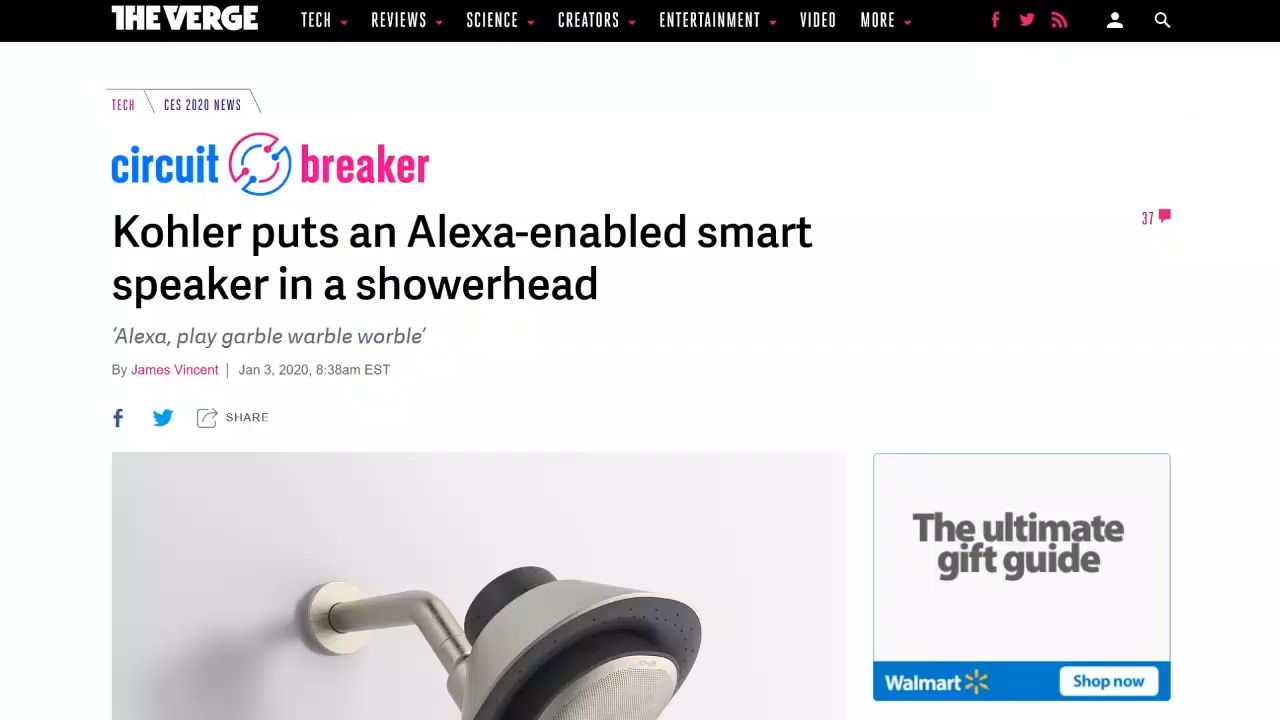 THE VERGE TECH REVIEWS SCIENCE CREATORS ENTERTAINMENT VIDEO MORE
TECH CES 2020 NEWS
circuit breaker
Kohler puts an Alexa-enabled smart
speaker in a showerhead
37
‘Alexa, play garble warble worble’
By James Vincent | Jan 3, 2020, 8:38am EST
SHARE
KOHLER
The ultimate
gift guide
Walmart Shop now